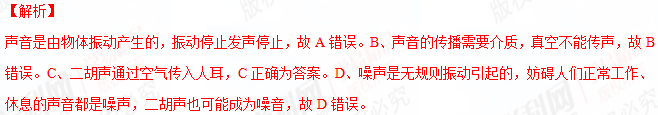 【解析】
声音是由物体振动产生的，振动停止发声停止，故 A 错误。B、声音的传播需要介质，真空不能传声，故 B
错误。C、二胡声通过空气传入人耳，C 正确为答案。D、噪声是无规则振动引起的，妨碍人们正常工作、
休息的声音都是噪声，二胡声也可能成为噪音，故 D 错误。